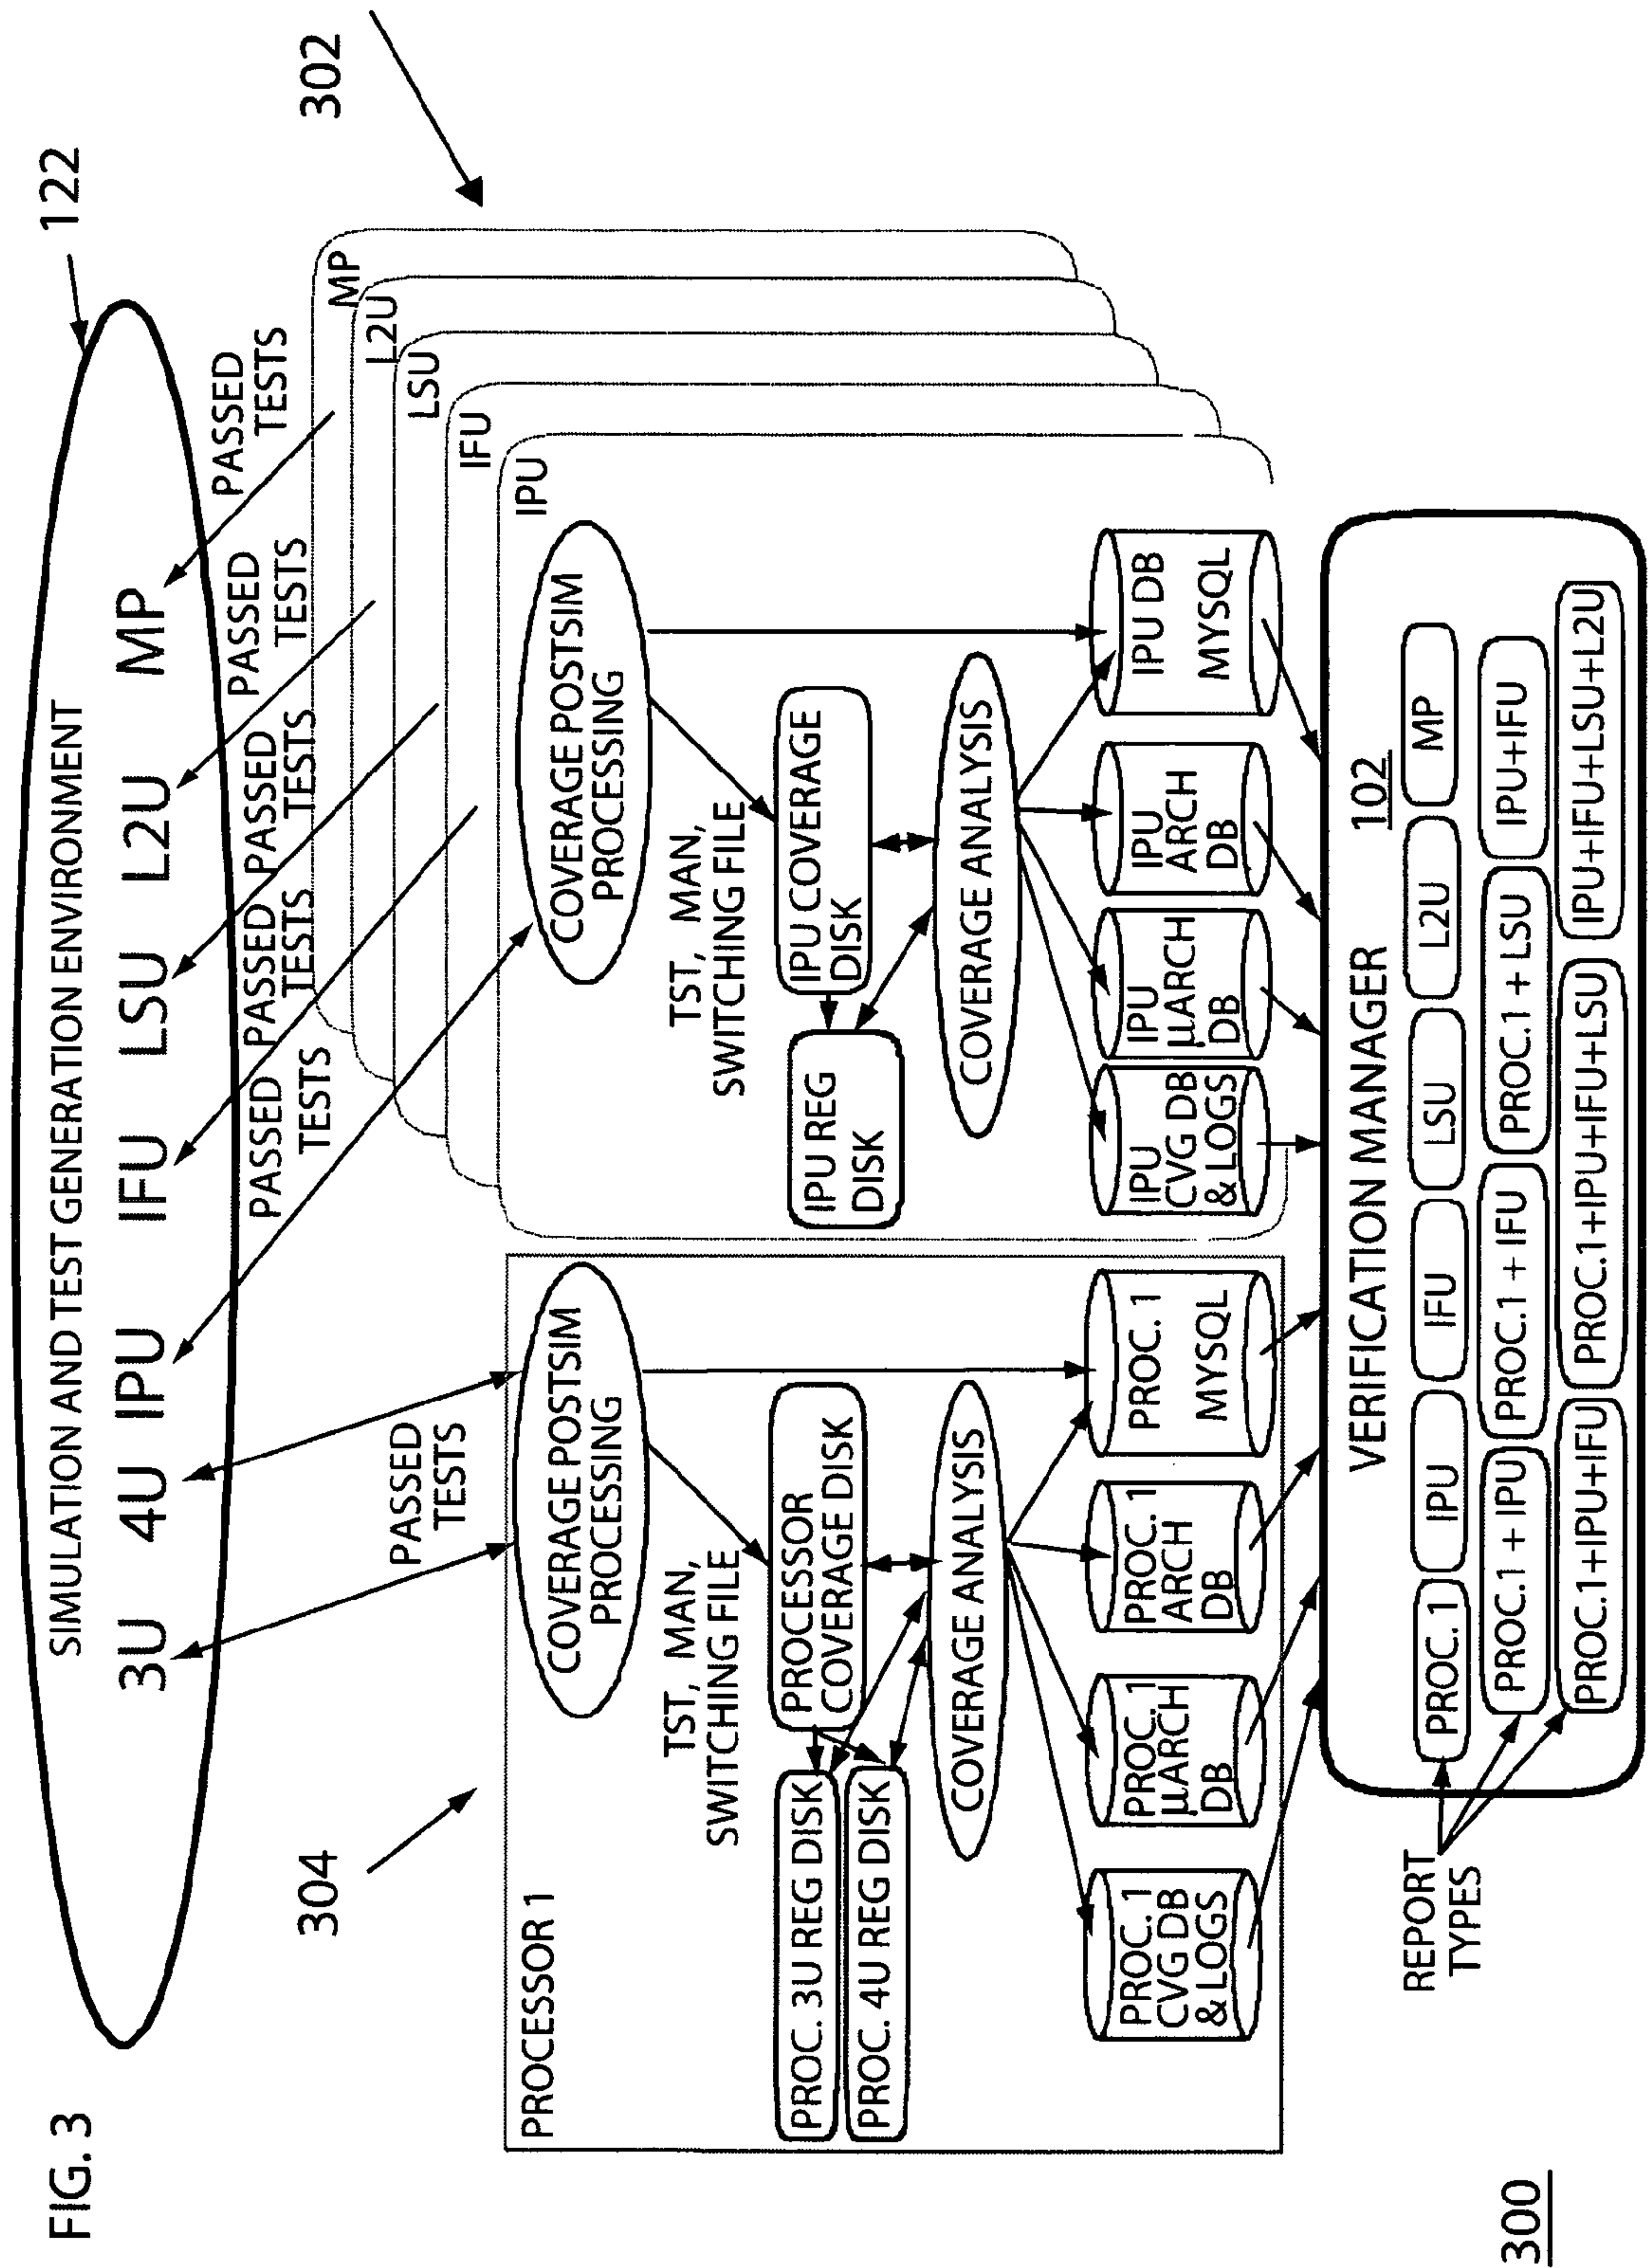 FIG. 3
SIMULATION AND TEST GENERATION ENVIRONMENT
122
3U 4U IPU IFU LSU L2U MP
PASSED
TESTS
PASSED
TESTS
PASSED
TESTS
PASSED
TESTS
PASSED
TESTS
PASSED
TESTS
302
304
MP
L2U
LSU
IFU
IPU
PROCESSOR 1
COVERAGE POSTSIM
PROCESSING
TST, MAN,
SWITCHING FILE
PROCESSOR
COVERAGE DISK
PROC. 3U REG DISK
PROC. 4U REG DISK
COVERAGE ANALYSIS
PROC. 1
CVG DB
& LOGS
PROC. 1
µARCH
DB
PROC. 1
ARCH
DB
PROC. 1
MYSQL
COVERAGE POSTSIM
PROCESSING
TST, MAN,
SWITCHING FILE
IPU COVERAGE
DISK
IPU REG
DISK
COVERAGE ANALYSIS
IPU
CVG DB
& LOGS
IPU
µARCH
DB
IPU
ARCH
DB
IPU DB
MYSQL
VERIFICATION MANAGER 102
PROC. 1 IPU IFU LSU L2U MP
PROC.1 + IPU PROC.1 + IFU PROC.1 + LSU IPU+IFU
PROC.1+IPU+IFU PROC.1+IPU+IFU+LSU IPU+IFU+LSU+L2U
REPORT
TYPES
300